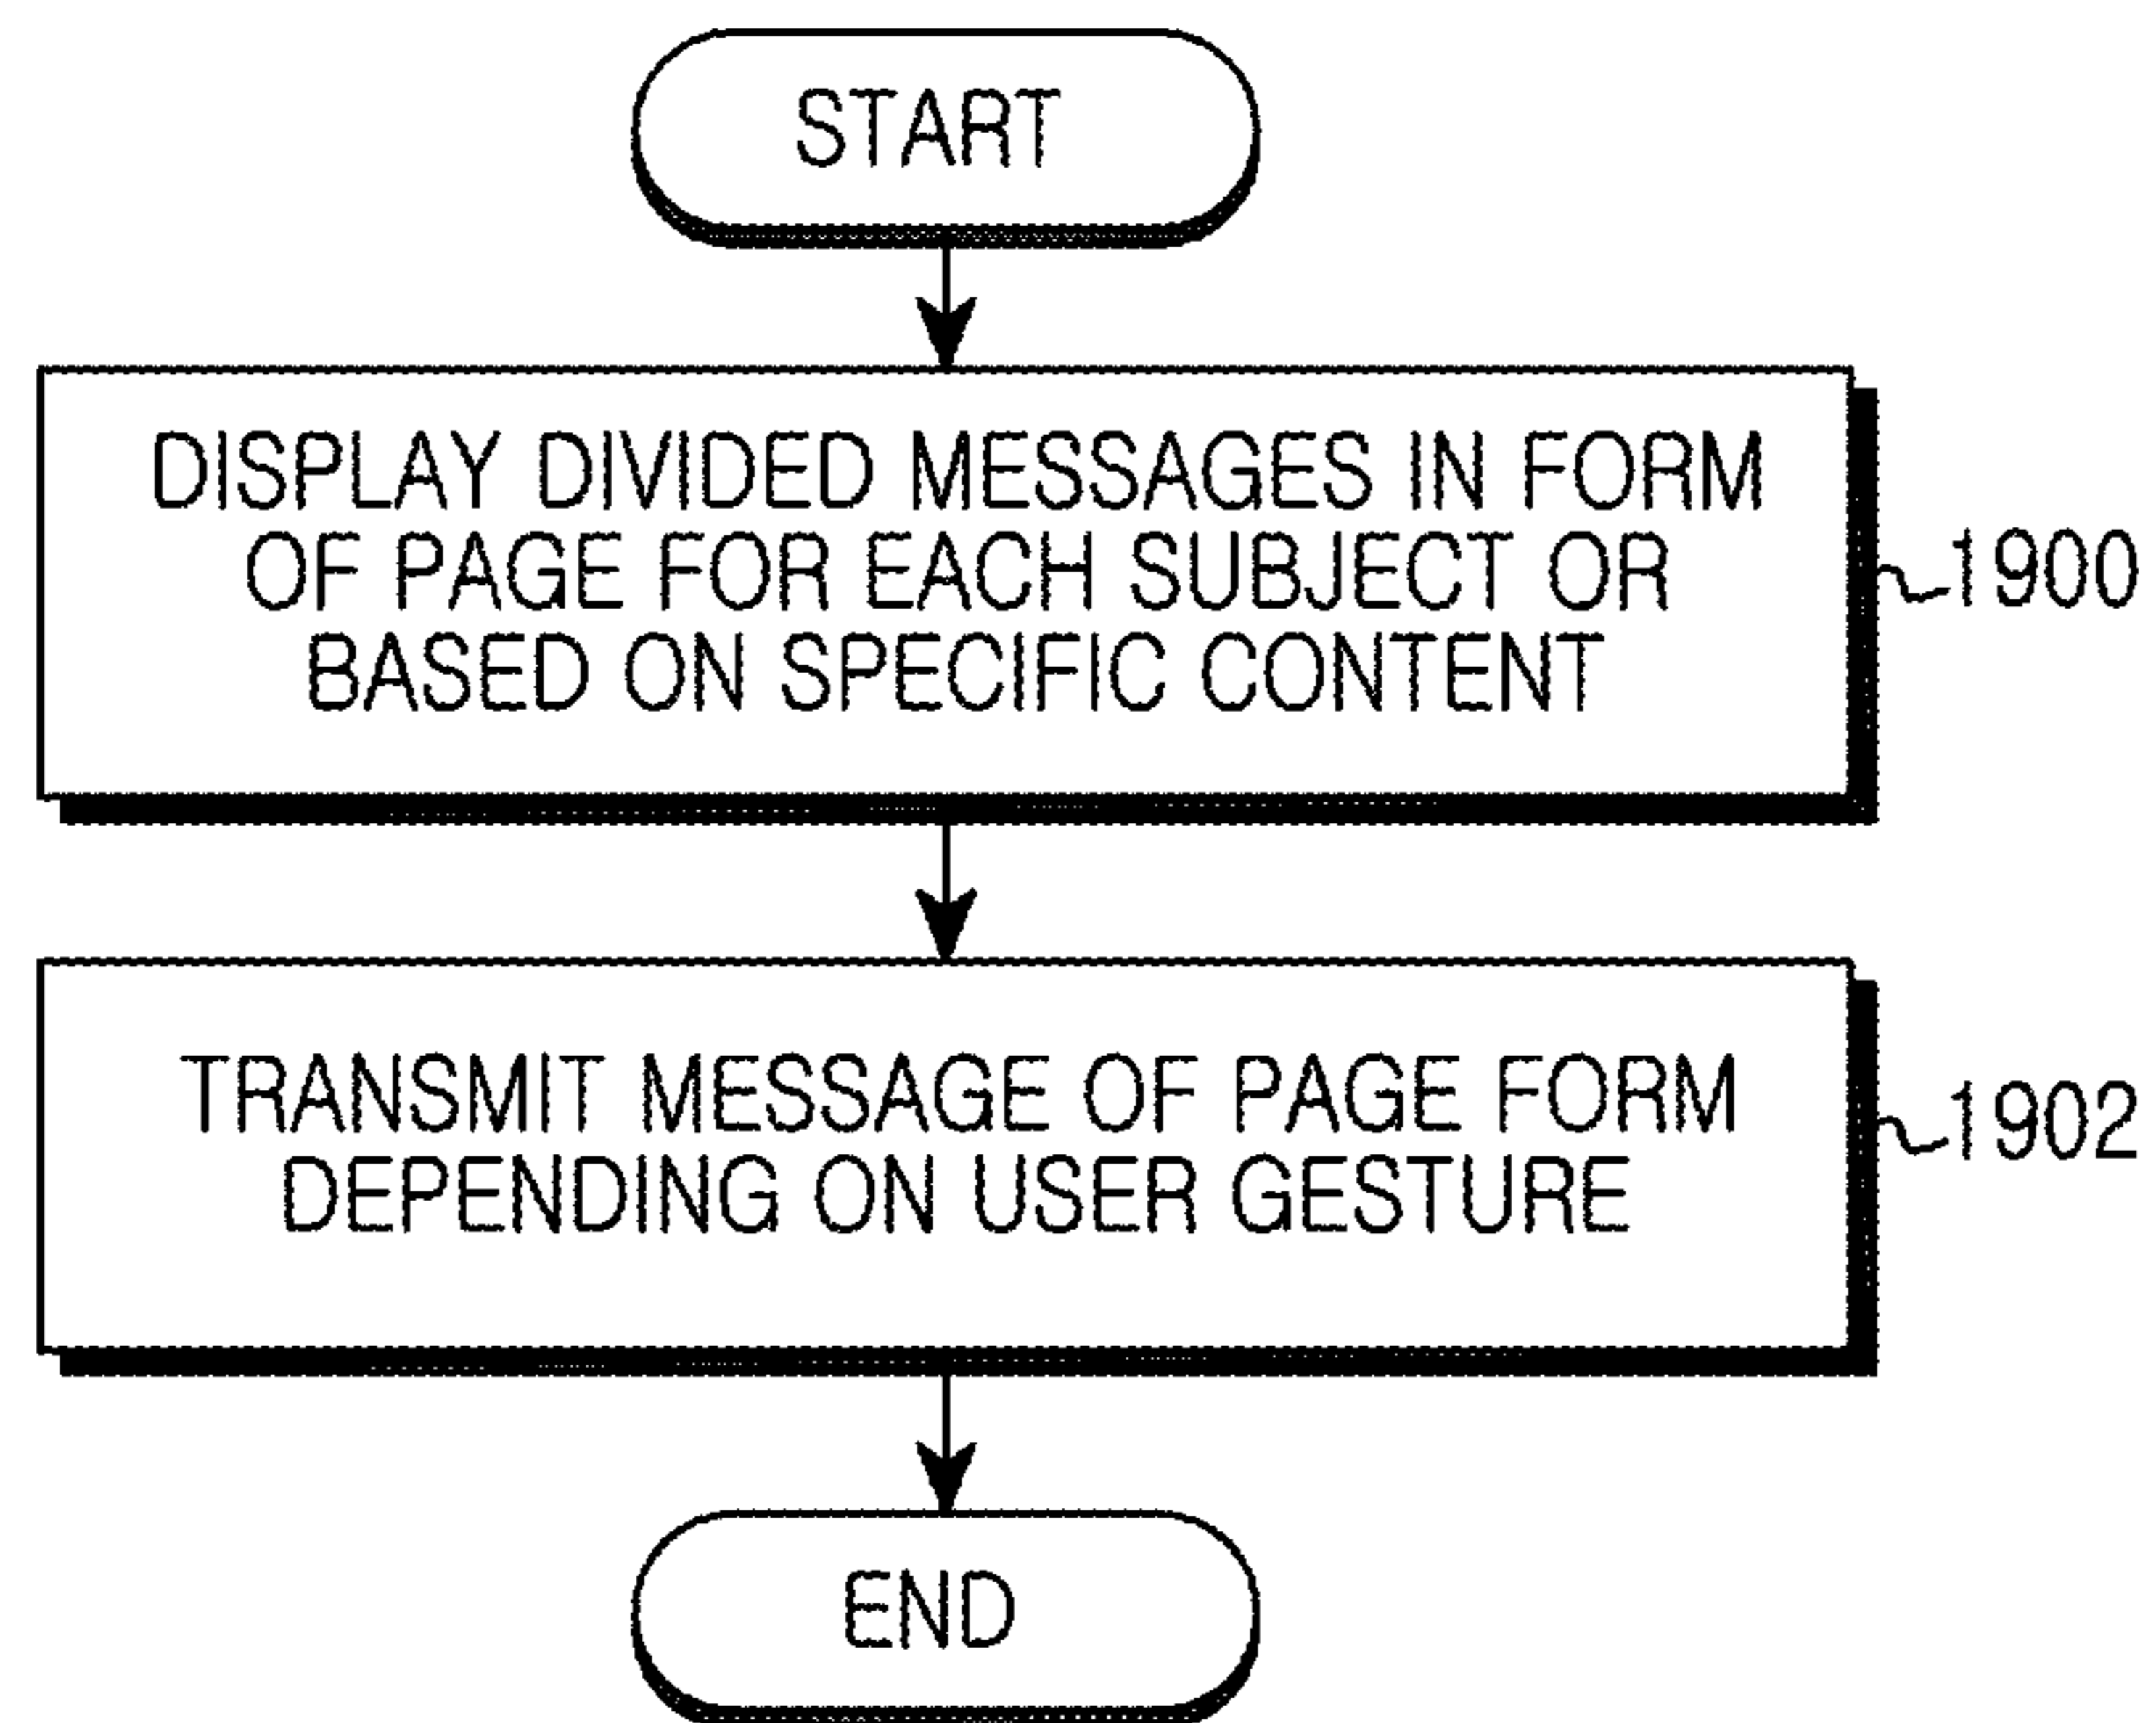 START
DISPLAY DIVIDED MESSAGES IN FORM
OF PAGE FOR EACH SUBJECT OR
BASED ON SPECIFIC CONTENT
1900
TRANSMIT MESSAGE OF PAGE FORM
DEPENDING ON USER GESTURE
1902
END